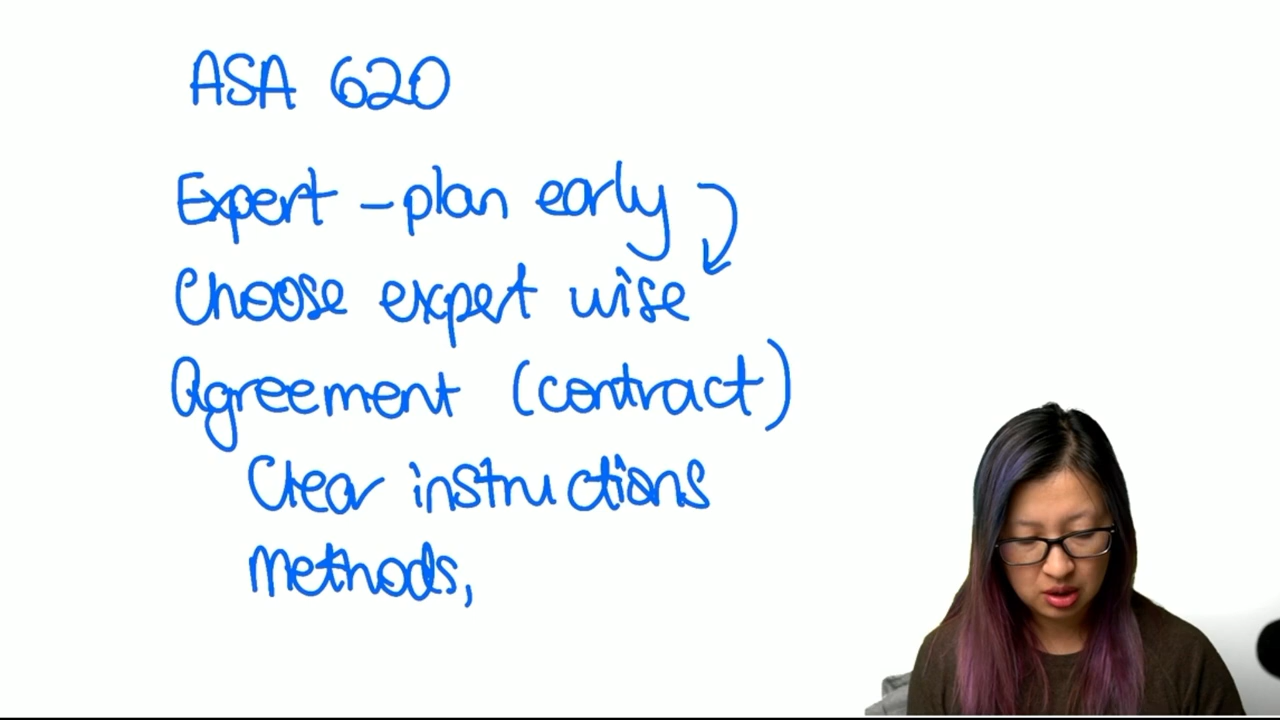 ASA 620
Expert - plan early
Choose expert wise
Agreement (contract)
Clear instructions
Methods,